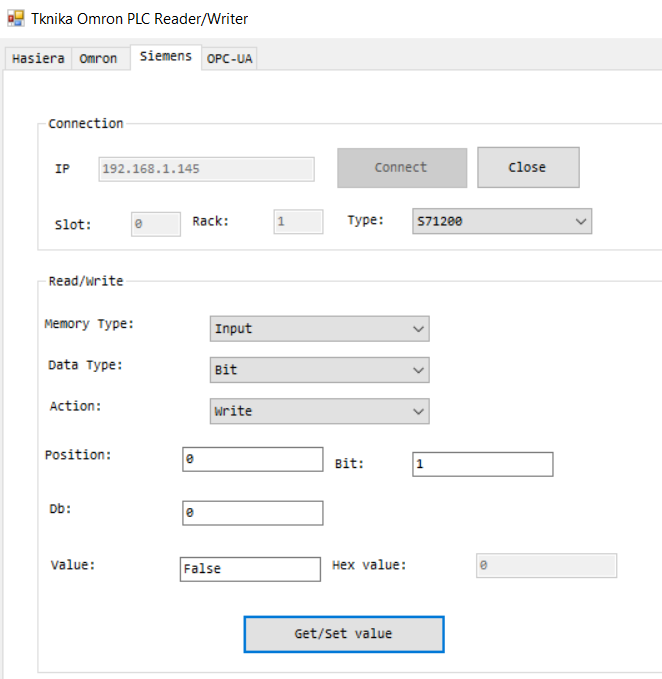 Tknika Omron PLC Reader/Writer
Hasiera Omron Siemens OPC-UA
Connection
IP 192.168.1.145 Connect Close
Slot: 0 Rack: 1 Type: S71200
Read/Write
Memory Type: Input
Data Type: Bit
Action: Write
Position: 0 Bit: 1
Db: 0
Value: False Hex value: 0
Get/Set value